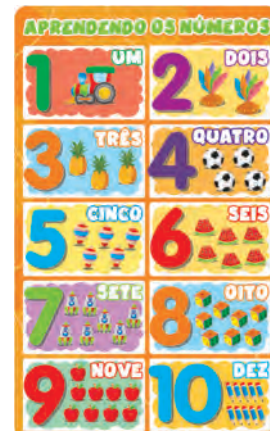 APRENDENDO OS NÚMEROS
1 UM
2 DOIS
3 TRÊS
4 QUATRO
5 CINCO
6 SEIS
7 SETE
8 OITO
9 NOVE
10 DEZ